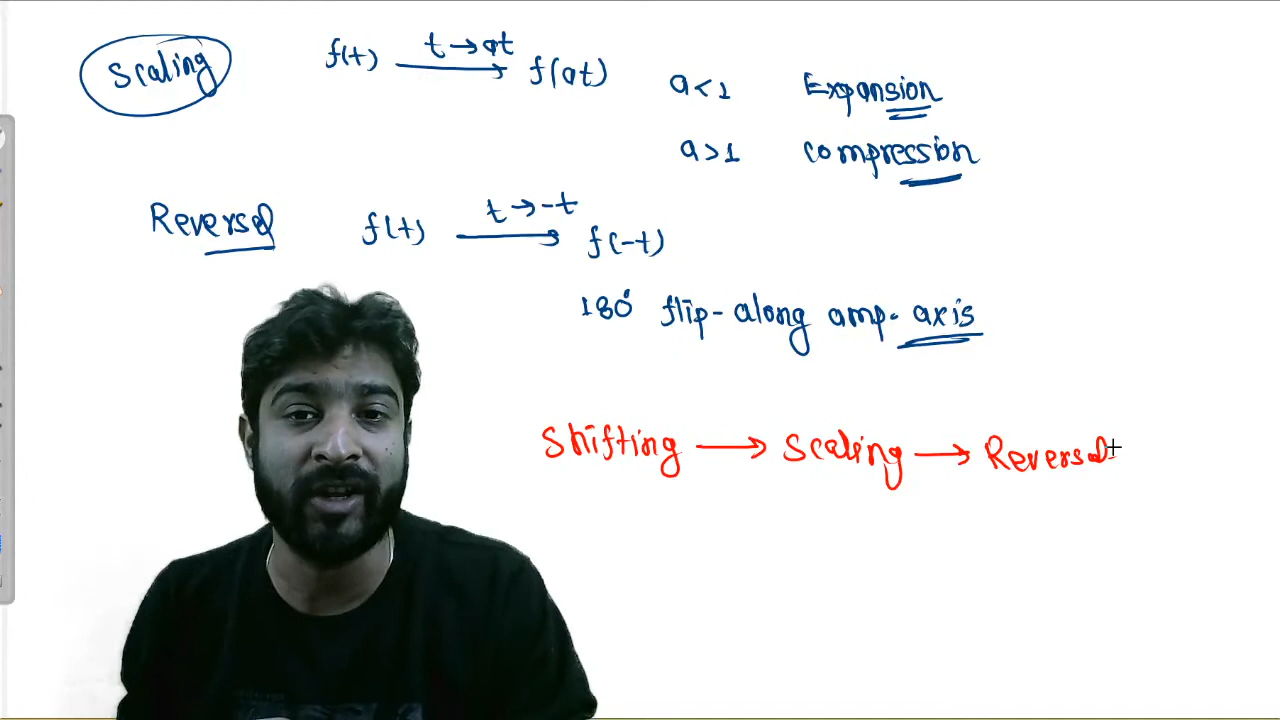 Scaling f(t) t→at f(at) a<1 Expansion
a>1 compression
Reversal f(t) t→-t f(-t)
180° flip-along amp. axis
Shifting → Scaling → Reversal